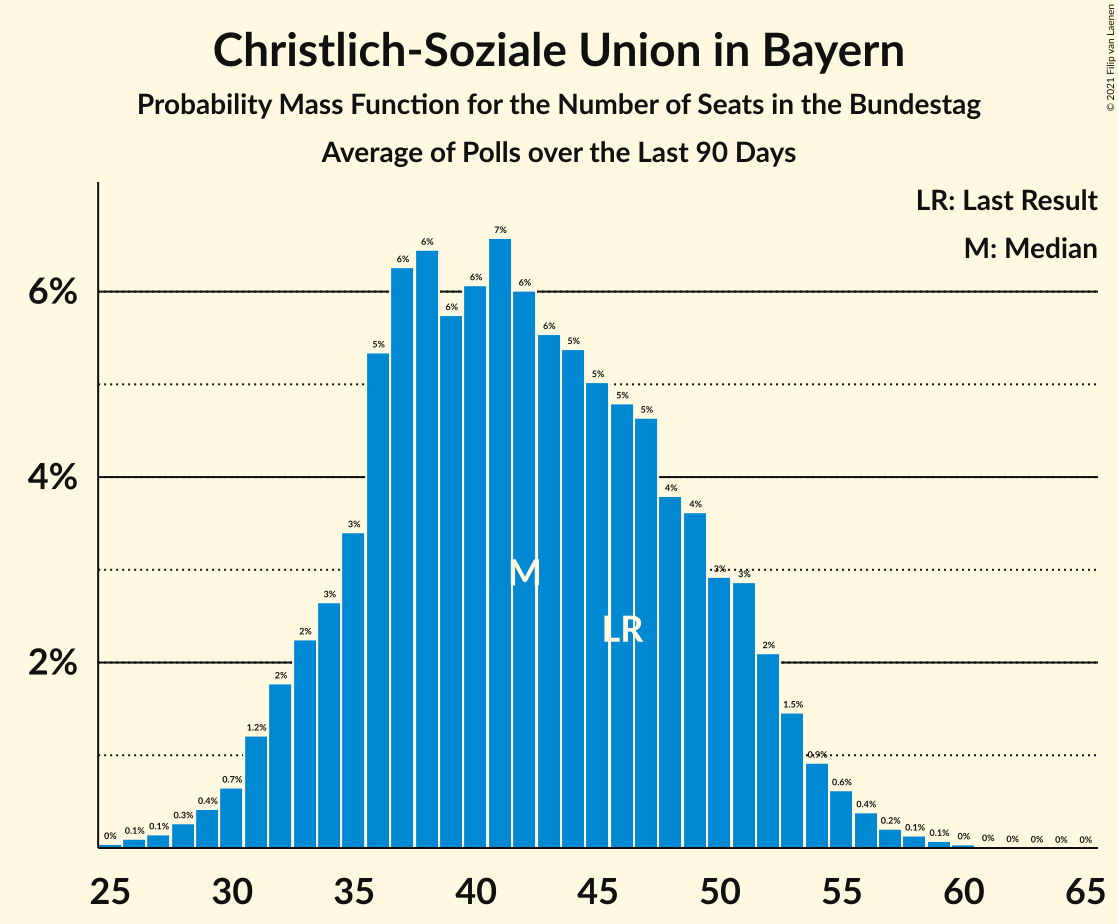 Christlich-Soziale Union in Bayern
Probability Mass Function for the Number of Seats in the Bundestag
Average of Polls over the Last 90 Days
© 2021 Filip van Laenen
LR: Last Result
M: Median
6%
4%
2%
0% 0.1% 0.1% 0.3% 0.4% 0.7% 1.2% 2% 2% 3% 3% 5% 6% 6% 6% 6% 7% 6% 6% 5% 5% 5% 5% 4% 4% 3% 3% 2% 1.5% 0.9% 0.6% 0.4% 0.2% 0.1% 0.1% 0% 0% 0% 0% 0% 0%
M
LR
25 30 35 40 45 50 55 60 65